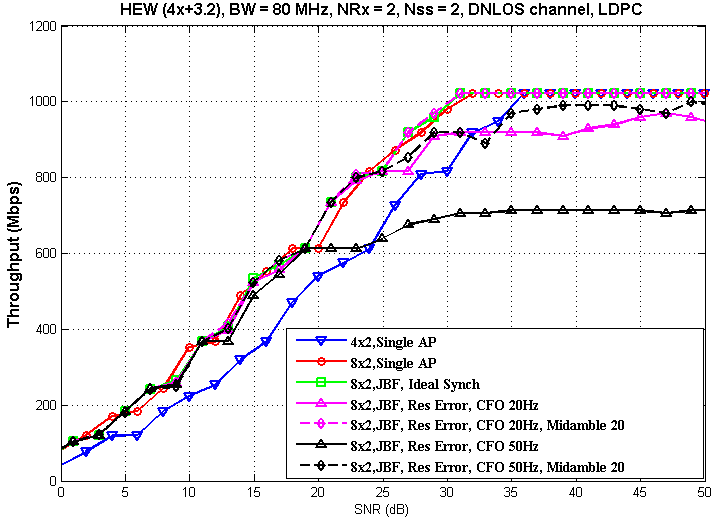 HEW (4x+3.2), BW = 80 MHz, NRx = 2, Nss = 2, DNLOS channel, LDPC
1200
1000
800
600
400
200
0
Throughput (Mbps)
4x2,Single AP
8x2,Single AP
8x2,JBF, Ideal Synch
8x2,JBF, Res Error, CFO 20Hz
8x2,JBF, Res Error, CFO 20Hz, Midamble 20
8x2,JBF, Res Error, CFO 50Hz
8x2,JBF, Res Error, CFO 50Hz, Midamble 20
0 5 10 15 20 25 30 35 40 45 50
SNR (dB)